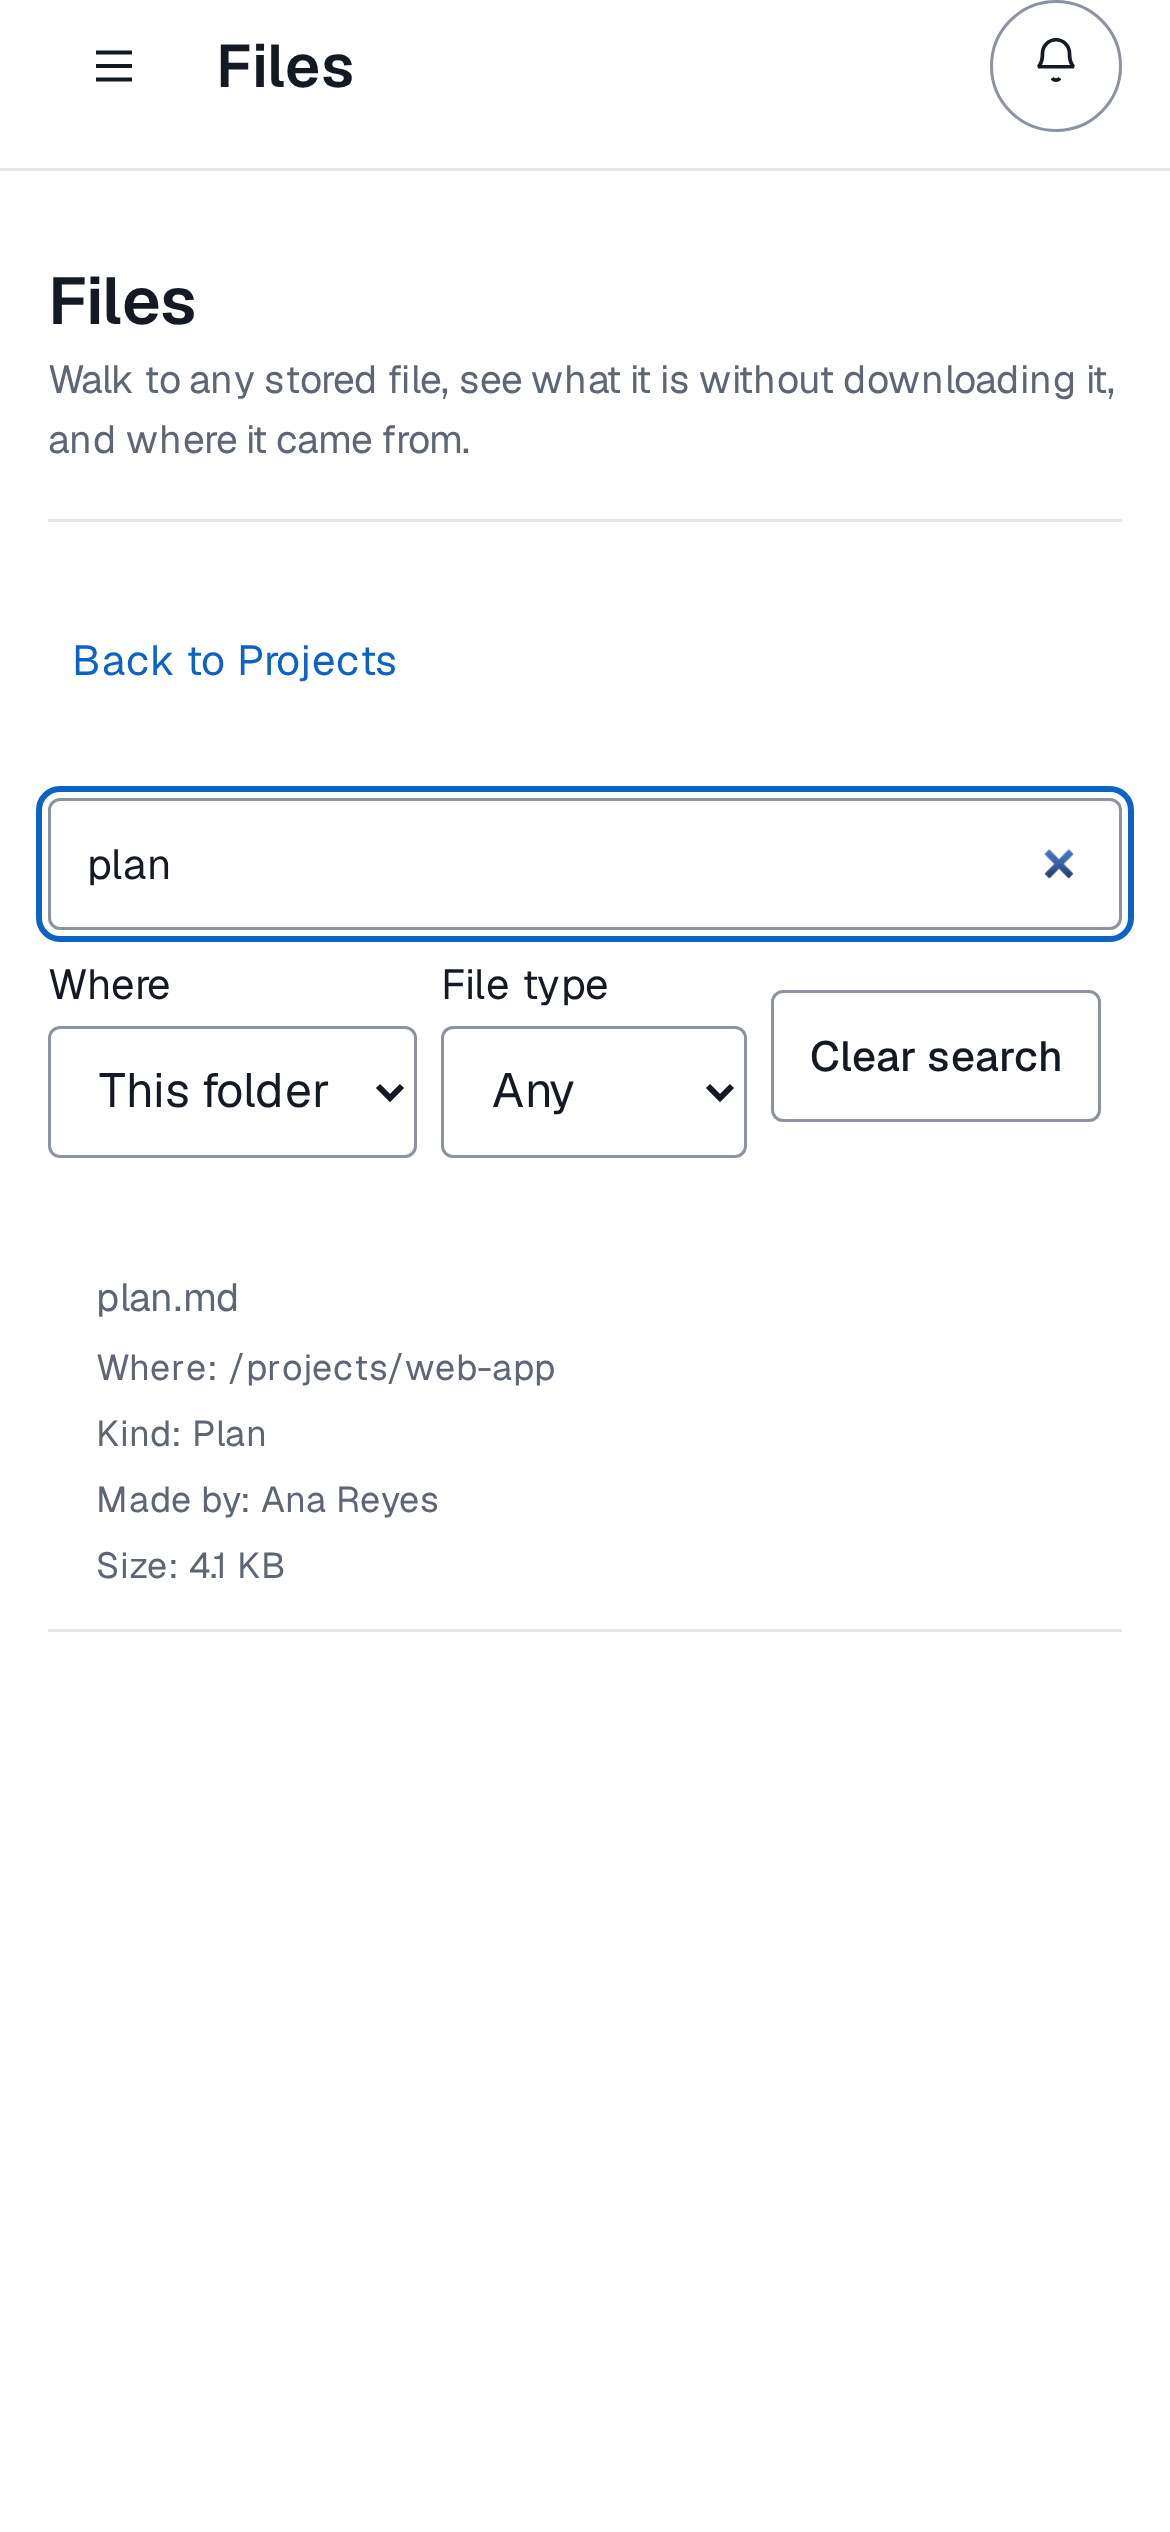 Files
Files
Walk to any stored file, see what it is without downloading it,
and where it came from.
Back to Projects
plan
Where
File type
This folder
Any
Clear search
plan.md
Where: /projects/web-app
Kind: Plan
Made by: Ana Reyes
Size: 4.1 KB